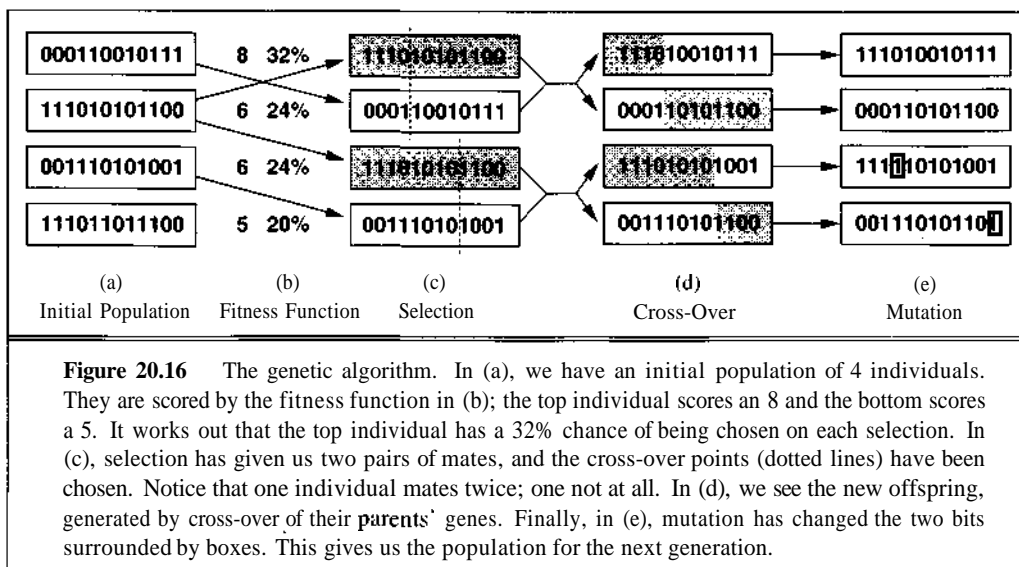 000110010111 8 32% 111010101100 111010010111 111010010111
111010101100 6 24% 000110010111 000110101100 000110101100
001110101001 6 24% 111010101100 111010101001 111110101001
111011011100 5 20% 001110101001 001110101100 001110101101
(a) (b) (c) (d) (e)
Initial Population Fitness Function Selection Cross-Over Mutation
Figure 20.16 The genetic algorithm. In (a), we have an initial population of 4 individuals.
They are scored by the fitness function in (b); the top individual scores an 8 and the bottom scores
a 5. It works out that the top individual has a 32% chance of being chosen on each selection. In
(c), selection has given us two pairs of mates, and the cross-over points (dotted lines) have been
chosen. Notice that one individual mates twice; one not at all. In (d), we see the new offspring,
generated by cross-over of their parents' genes. Finally, in (e), mutation has changed the two bits
surrounded by boxes. This gives us the population for the next generation.